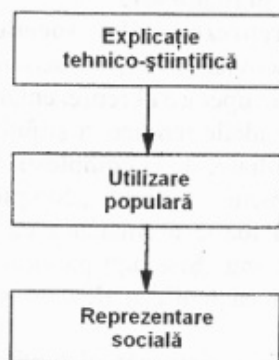 Explicație
tehnico-științifică
Utilizare
populară
Reprezentare
socială